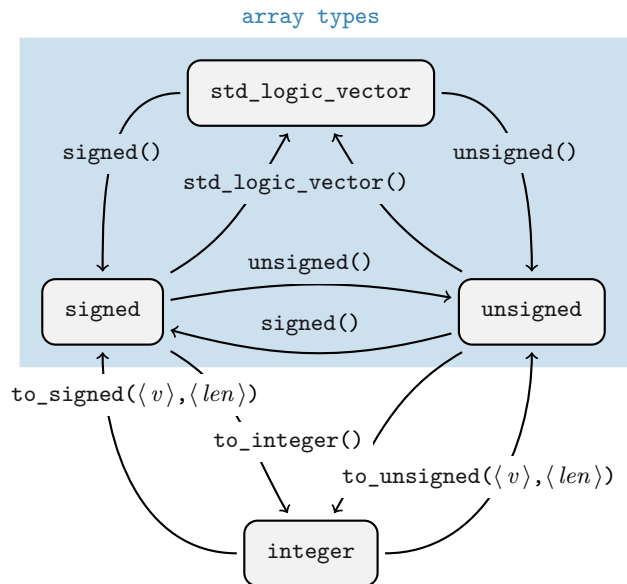 array types
std_logic_vector
signed()
unsigned()
std_logic_vector()
unsigned()
signed
unsigned
signed()
to_signed(⟨v⟩,⟨len⟩)
to_integer()
to_unsigned(⟨v⟩,⟨len⟩)
integer